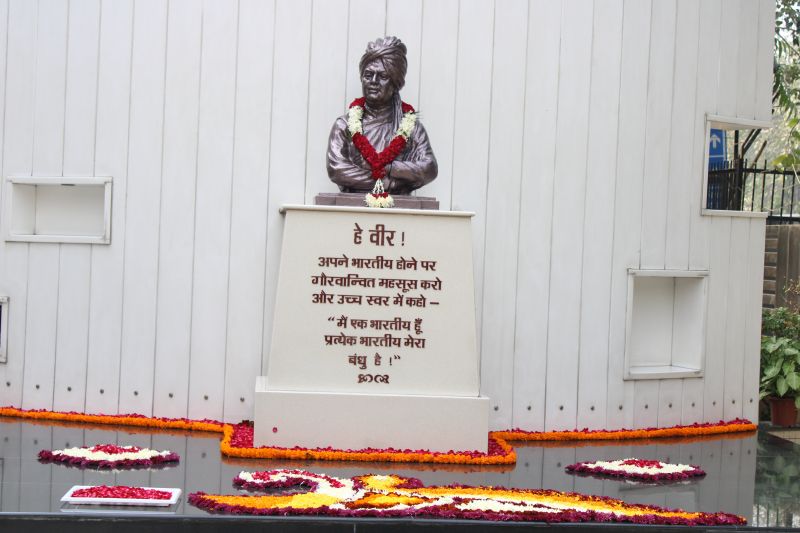 हे वीर !
अपने भारतीय होने पर
गौरवान्वित महसूस करो
और उच्च स्वर में कहो –
“मैं एक भारतीय हूँ
प्रत्येक भारतीय मेरा
बंधु है !”